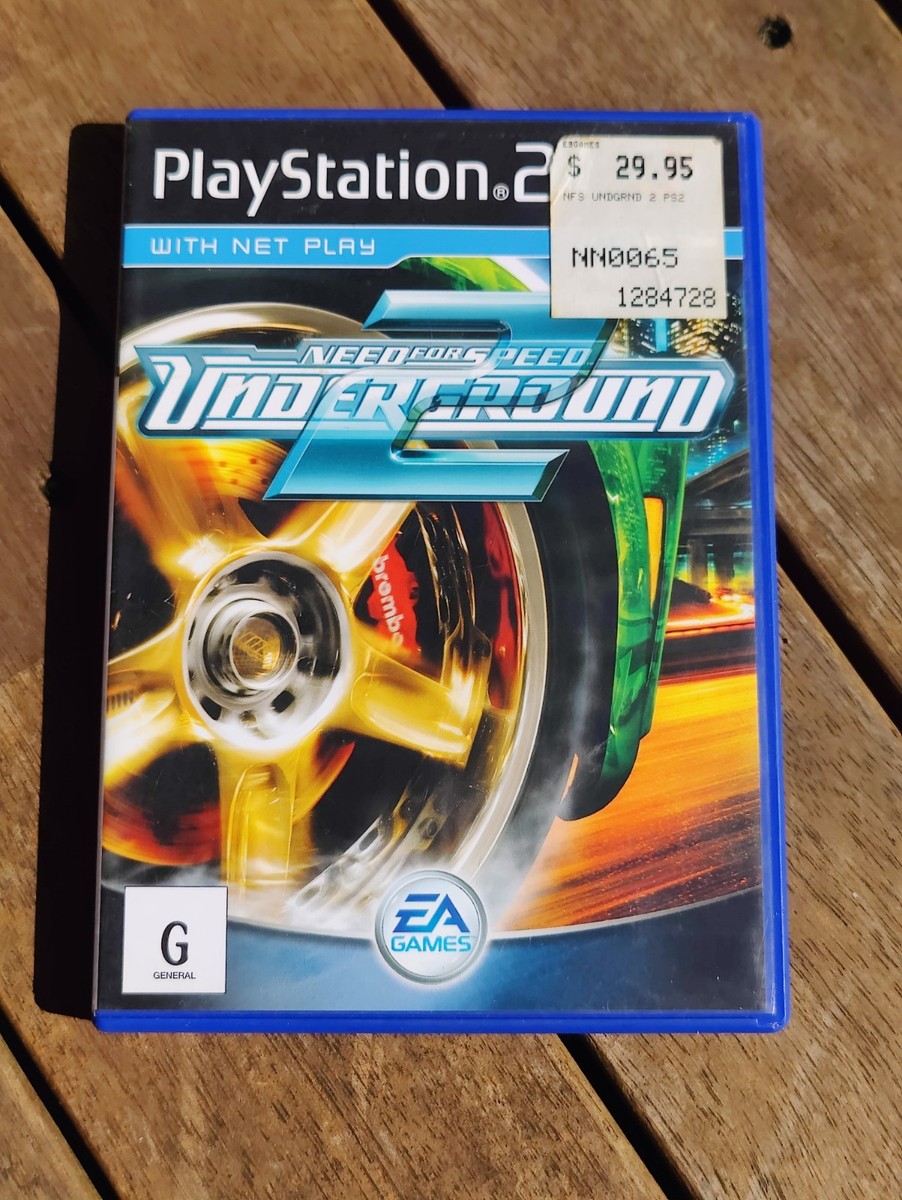 PlayStation®2
EBGAMES
$ 29.95
NFS UNDGRND 2 PS2
NN0065
1284728
WITH NET PLAY
NEED FOR SPEED
UNDERGROUND
2
brembo
G
GENERAL
EA
GAMES